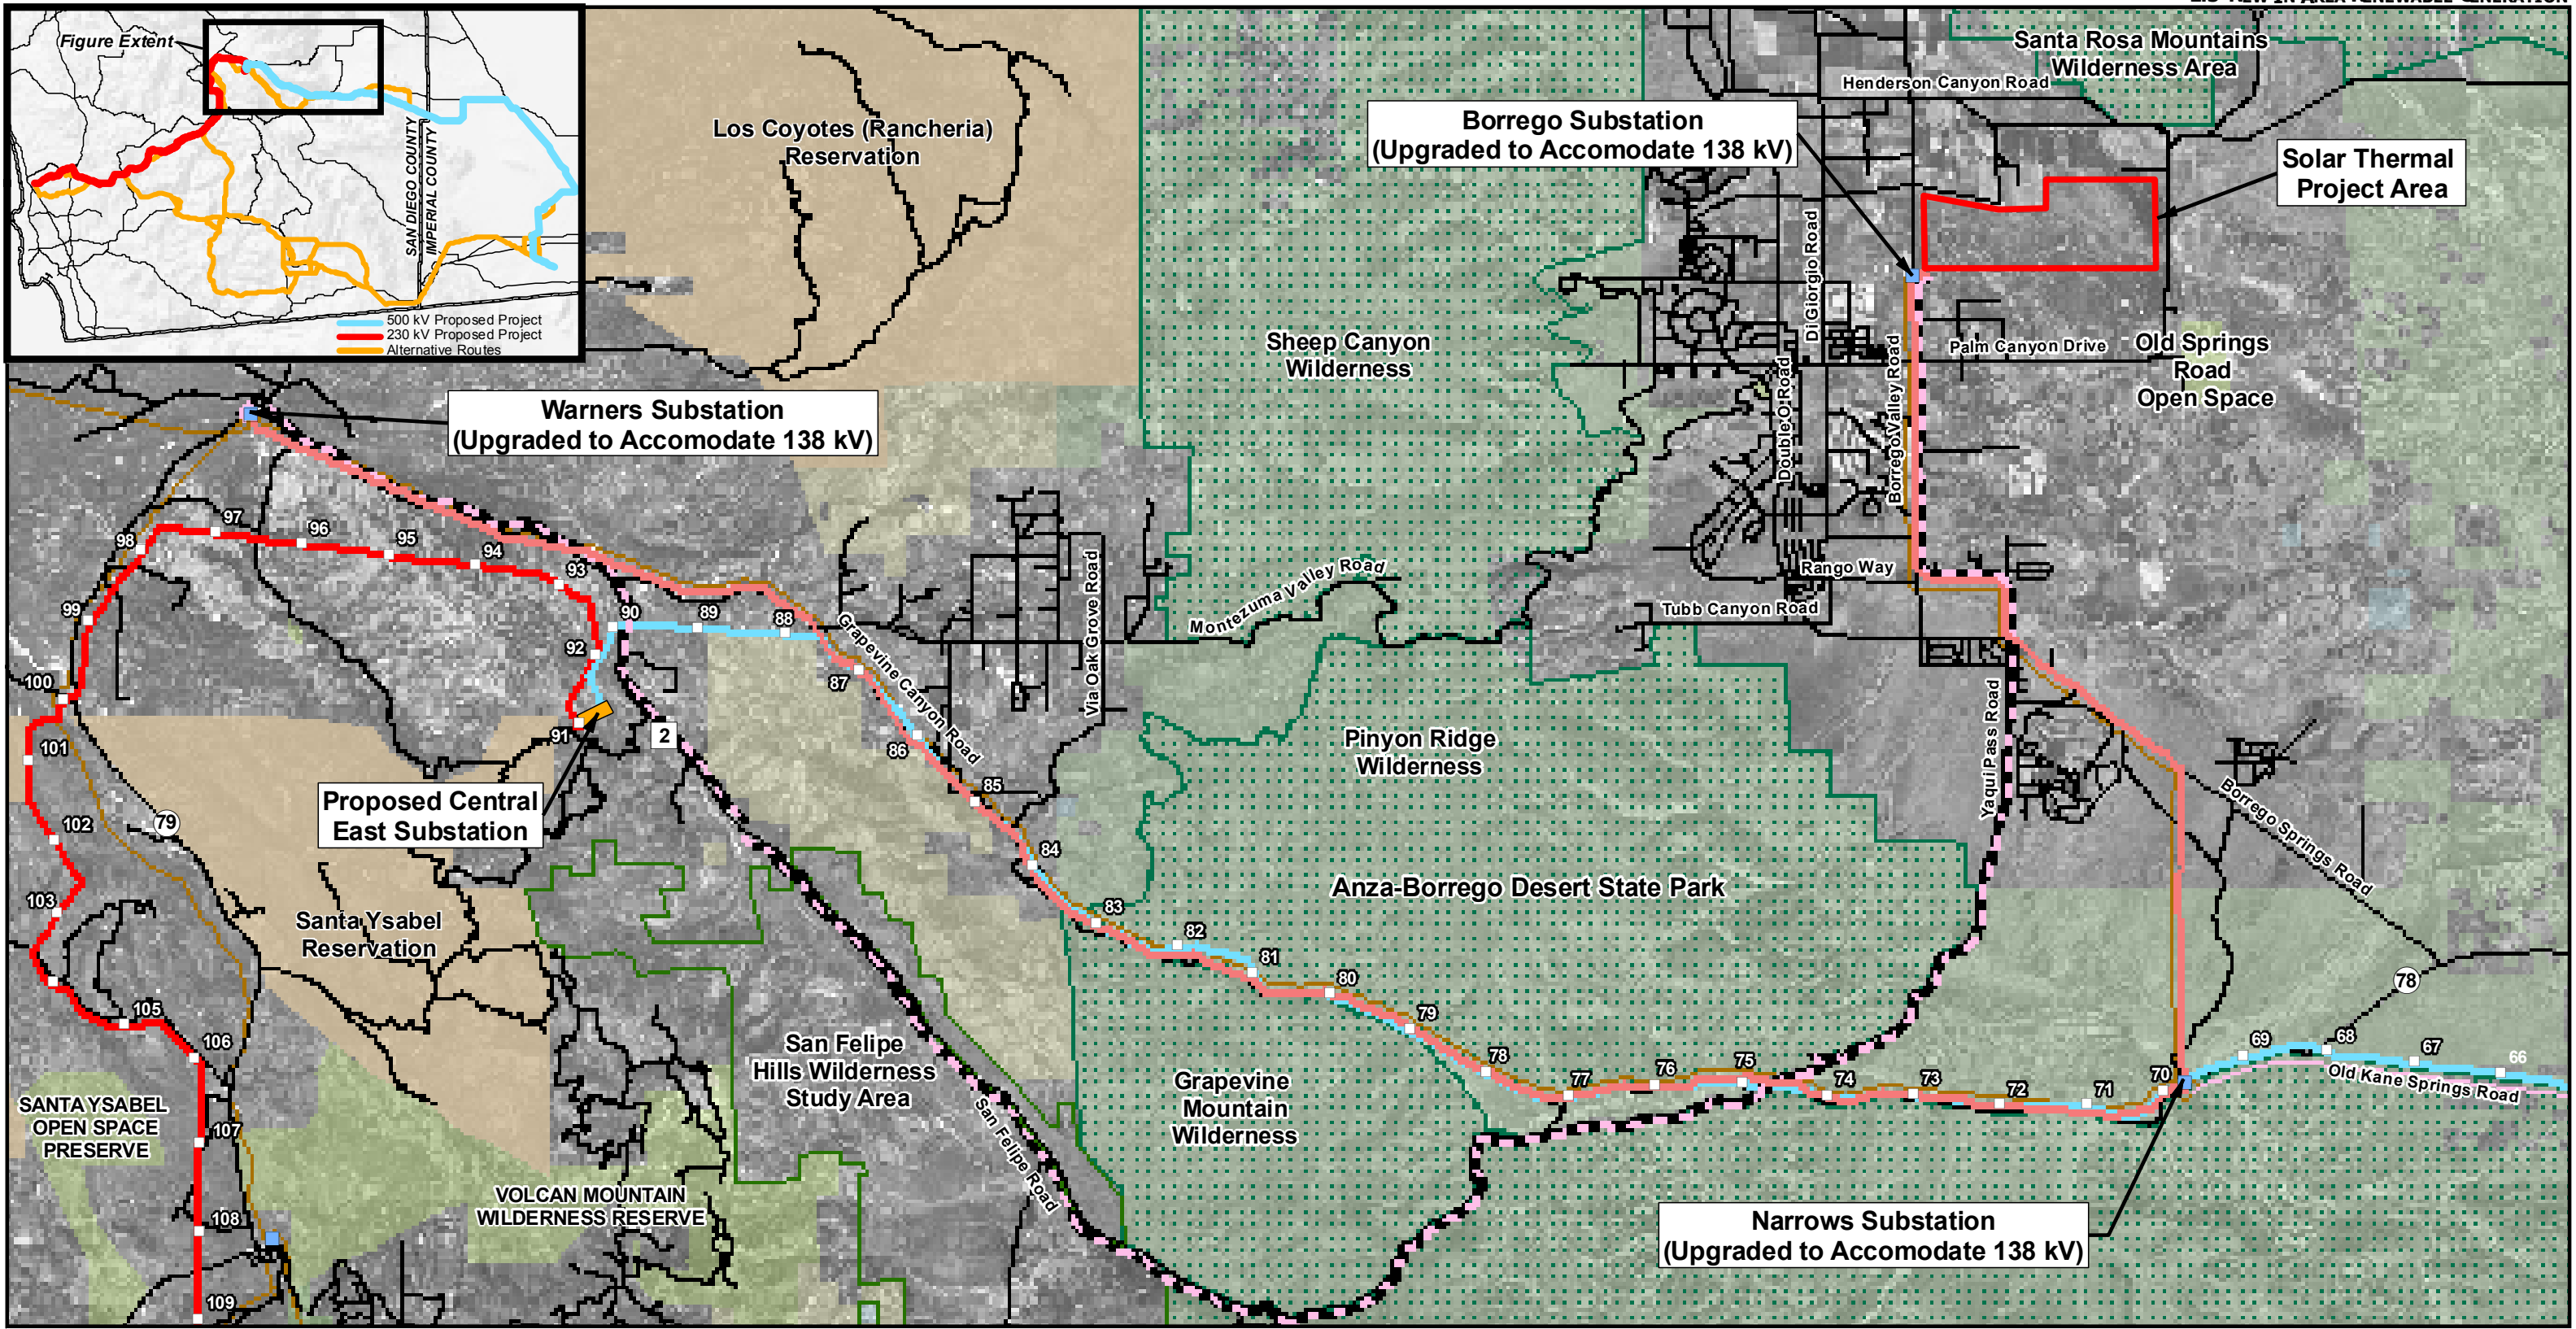 E.5 NEW IN-AREA RENEWABLE GENERATION
Figure Extent
SAN DIEGO COUNTY
IMPERIAL COUNTY
500 kV Proposed Project
230 kV Proposed Project
Alternative Routes
Los Coyotes (Rancheria)
Reservation
Santa Rosa Mountains
Wilderness Area
Henderson Canyon Road
Borrego Substation
(Upgraded to Accomodate 138 kV)
Solar Thermal
Project Area
Di Giorgio Road
Sheep Canyon
Wilderness
Palm Canyon Drive
Old Springs
Road
Open Space
Double O Road
Borrego Valley Road
Warners Substation
(Upgraded to Accomodate 138 kV)
97
96
95
94
93
98
99
90
89
88
92
100
87
91
2
86
85
101
102
84
103
83
Grapevine Canyon Road
Via Oak Grove Road
Montezuma Valley Road
Rango Way
Tubb Canyon Road
Pinyon Ridge
Wilderness
Yaqui Pass Road
Borrego Springs Road
Proposed Central
East Substation
79
Anza-Borrego Desert State Park
Santa Ysabel
Reservation
82
81
80
79
78
77
76
75
74
73
72
71
70
69
68
67
66
78
Old Kane Springs Road
105
106
107
108
109
San Felipe
Hills Wilderness
Study Area
San Felipe Road
Grapevine
Mountain
Wilderness
SANTA YSABEL
OPEN SPACE
PRESERVE
VOLCAN MOUNTAIN
WILDERNESS RESERVE
Narrows Substation
(Upgraded to Accomodate 138 kV)